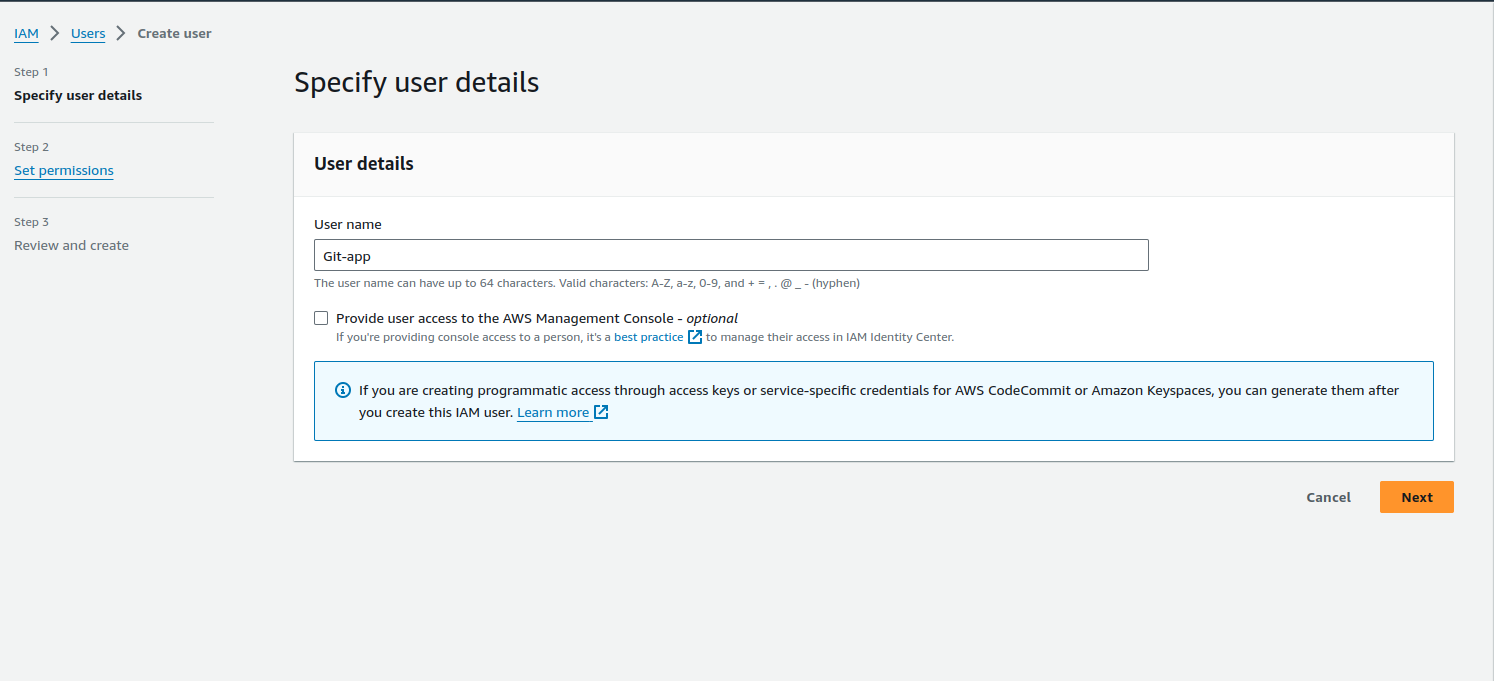 IAM > Users > Create user
Step 1
Specify user details
Step 2
Set permissions
Step 3
Review and create
Specify user details
User details
User name
Git-app
The user name can have up to 64 characters. Valid characters: A-Z, a-z, 0-9, and + = , . @ _ - (hyphen)
Provide user access to the AWS Management Console - optional
If you're providing console access to a person, it's a best practice to manage their access in IAM Identity Center.
If you are creating programmatic access through access keys or service-specific credentials for AWS CodeCommit or Amazon Keyspaces, you can generate them after
you create this IAM user. Learn more
Cancel
Next